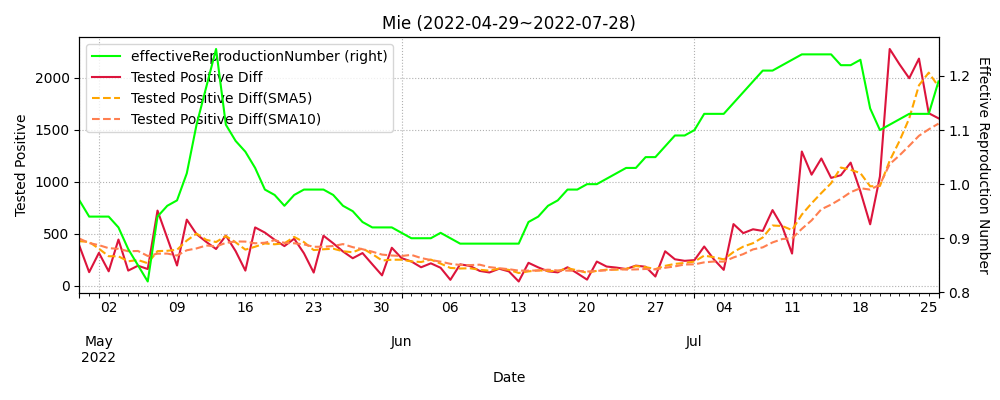 Mie (2022-04-29~2022-07-28)
effectiveReproductionNumber (right)
Tested Positive Diff
Tested Positive Diff(SMA5)
Tested Positive Diff(SMA10)
Tested Positive
2000
1500
1000
500
0
Effective Reproduction Number
1.2
1.1
1.0
0.9
0.8
02 09 16 23 30 06 13 20 27 04 11 18 25
May Jun Jul
2022
Date